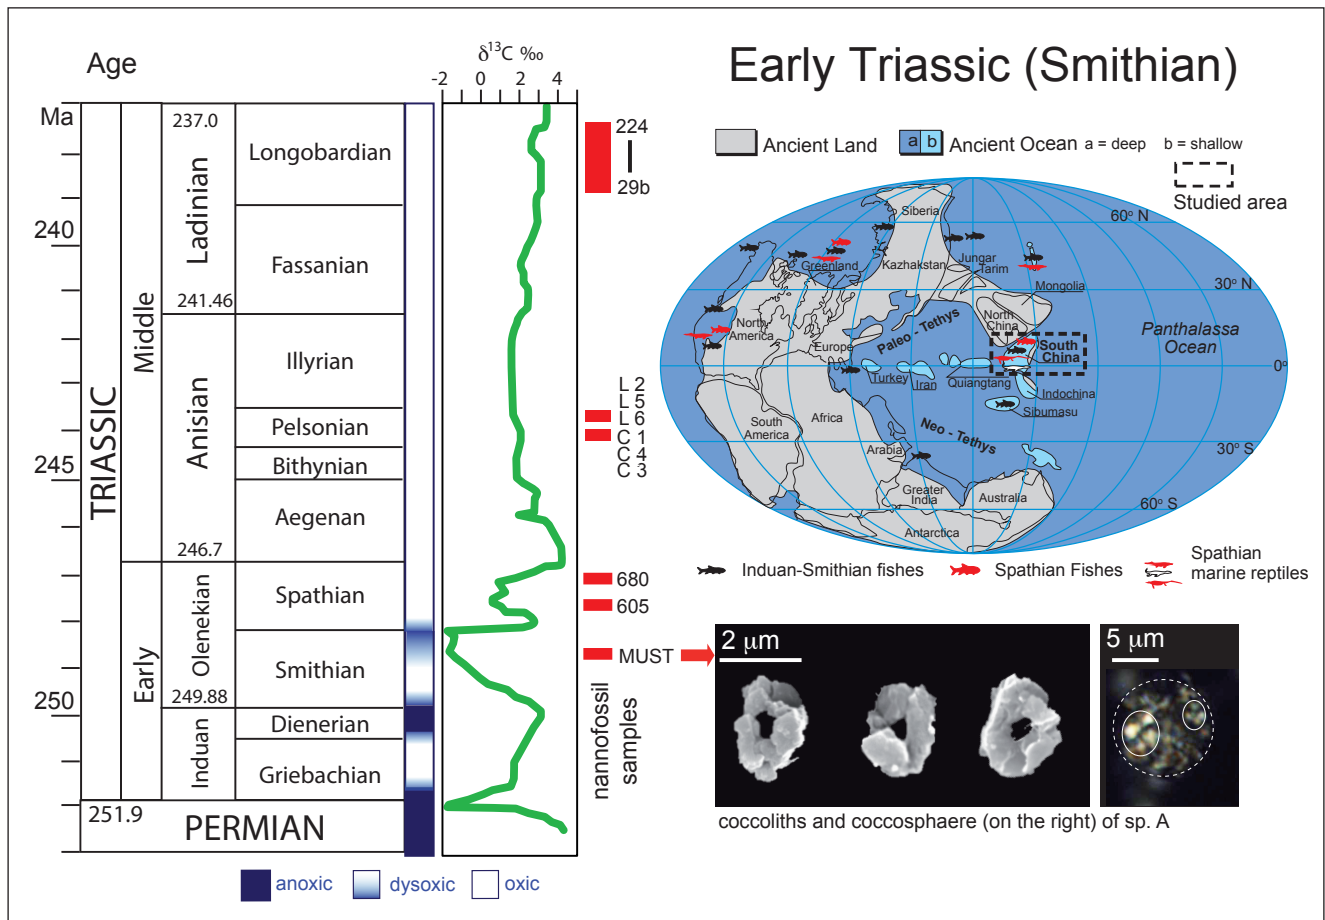 Age
δ13C ‰
-2 0 2 4
Ma
237.0
240
241.46
245
246.7
249.88
250
251.9
TRIASSIC
Middle
Early
Ladinian
Anisian
Olenekian
Induan
Longobardian
Fassanian
Illyrian
Pelsonian
Bithynian
Aegenan
Spathian
Smithian
Dienerian
Griebachian
PERMIAN
anoxic
dysoxic
oxic
224
29b
L 2
L 5
L 6
C 1
C 4
C 3
680
605
MUST
nannofossil
samples
Early Triassic (Smithian)
Ancient Land
a b
Ancient Ocean a = deep b = shallow
Studied area
60o N
30o N
0o
30o S
60o S
Siberia
Kazhakstan
Jungar
Tarim
Mongolia
Greenland
North
America
Europe
Paleo - Tethys
North
China
South
China
Panthalassa
Ocean
Turkey
Iran
Quiangtang
Indochina
Sibumasu
South
America
Africa
Neo - Tethys
Arabia
Greater
India
Australia
Antarctica
Induan-Smithian fishes
Spathian Fishes
Spathian
marine reptiles
2 μm
5 μm
coccoliths and coccosphaere (on the right) of sp. A